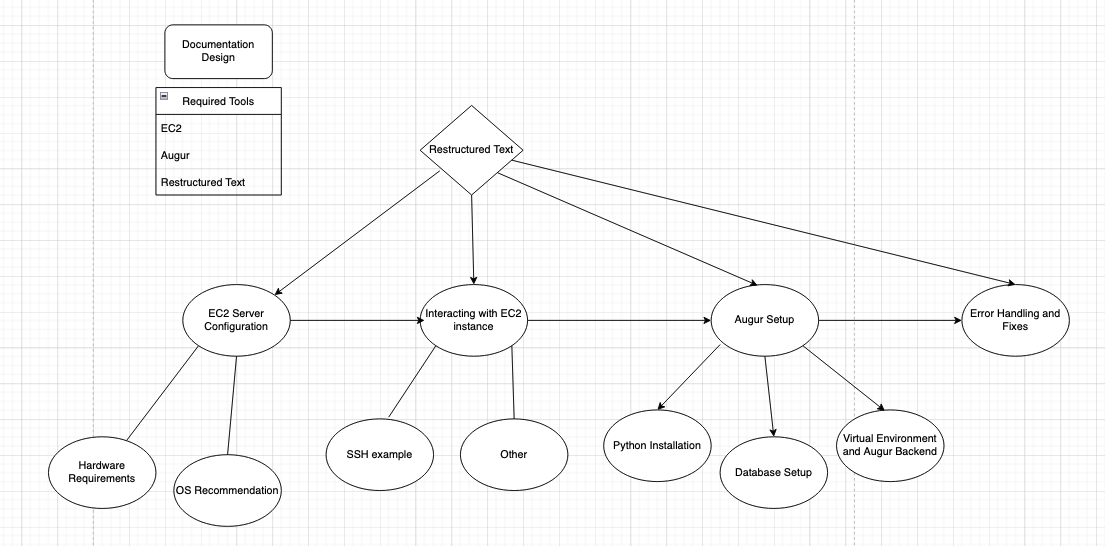 Documentation
Design
Required Tools
EC2
Augur
Restructured Text
Restructured Text
EC2 Server
Configuration
Interacting with EC2
instance
Augur Setup
Error Handling and
Fixes
Hardware
Requirements
OS Recommendation
SSH example
Other
Python Installation
Database Setup
Virtual Environment
and Augur Backend